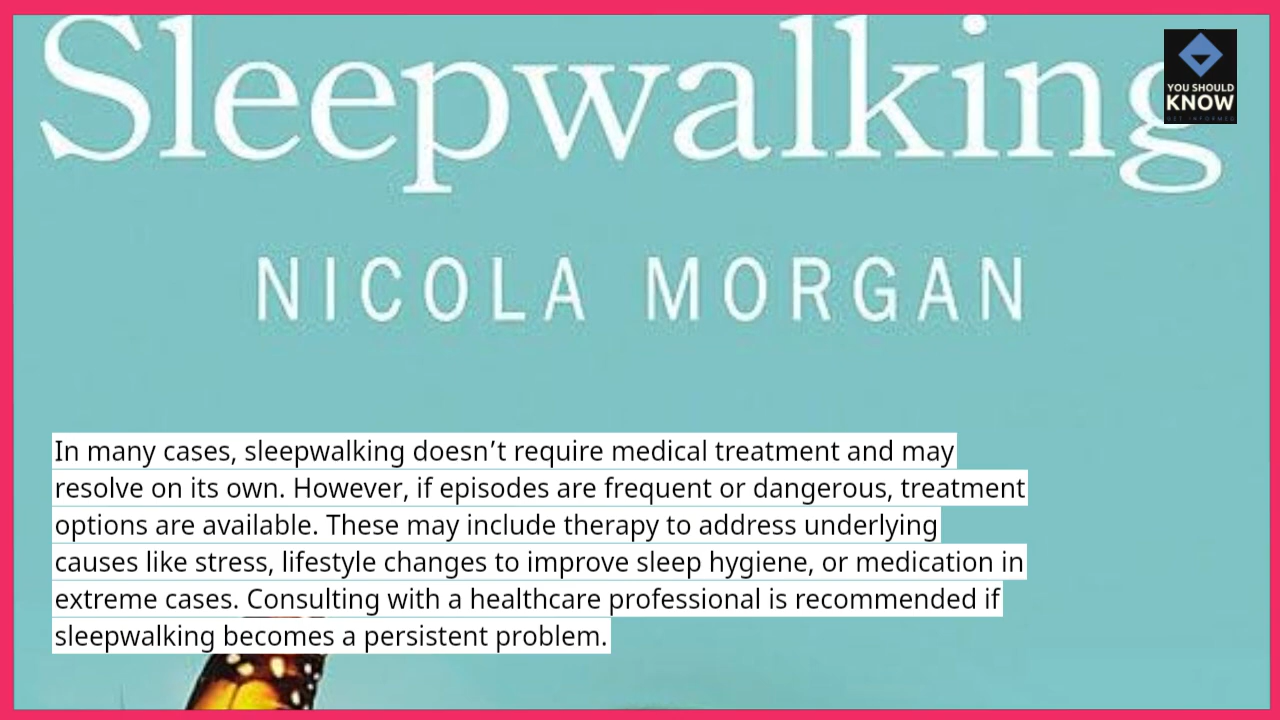 Sleepwalking
YOU SHOULD
KNOW
GET INFORMED
NICOLA MORGAN
In many cases, sleepwalking doesn’t require medical treatment and may
resolve on its own. However, if episodes are frequent or dangerous, treatment
options are available. These may include therapy to address underlying
causes like stress, lifestyle changes to improve sleep hygiene, or medication in
extreme cases. Consulting with a healthcare professional is recommended if
sleepwalking becomes a persistent problem.